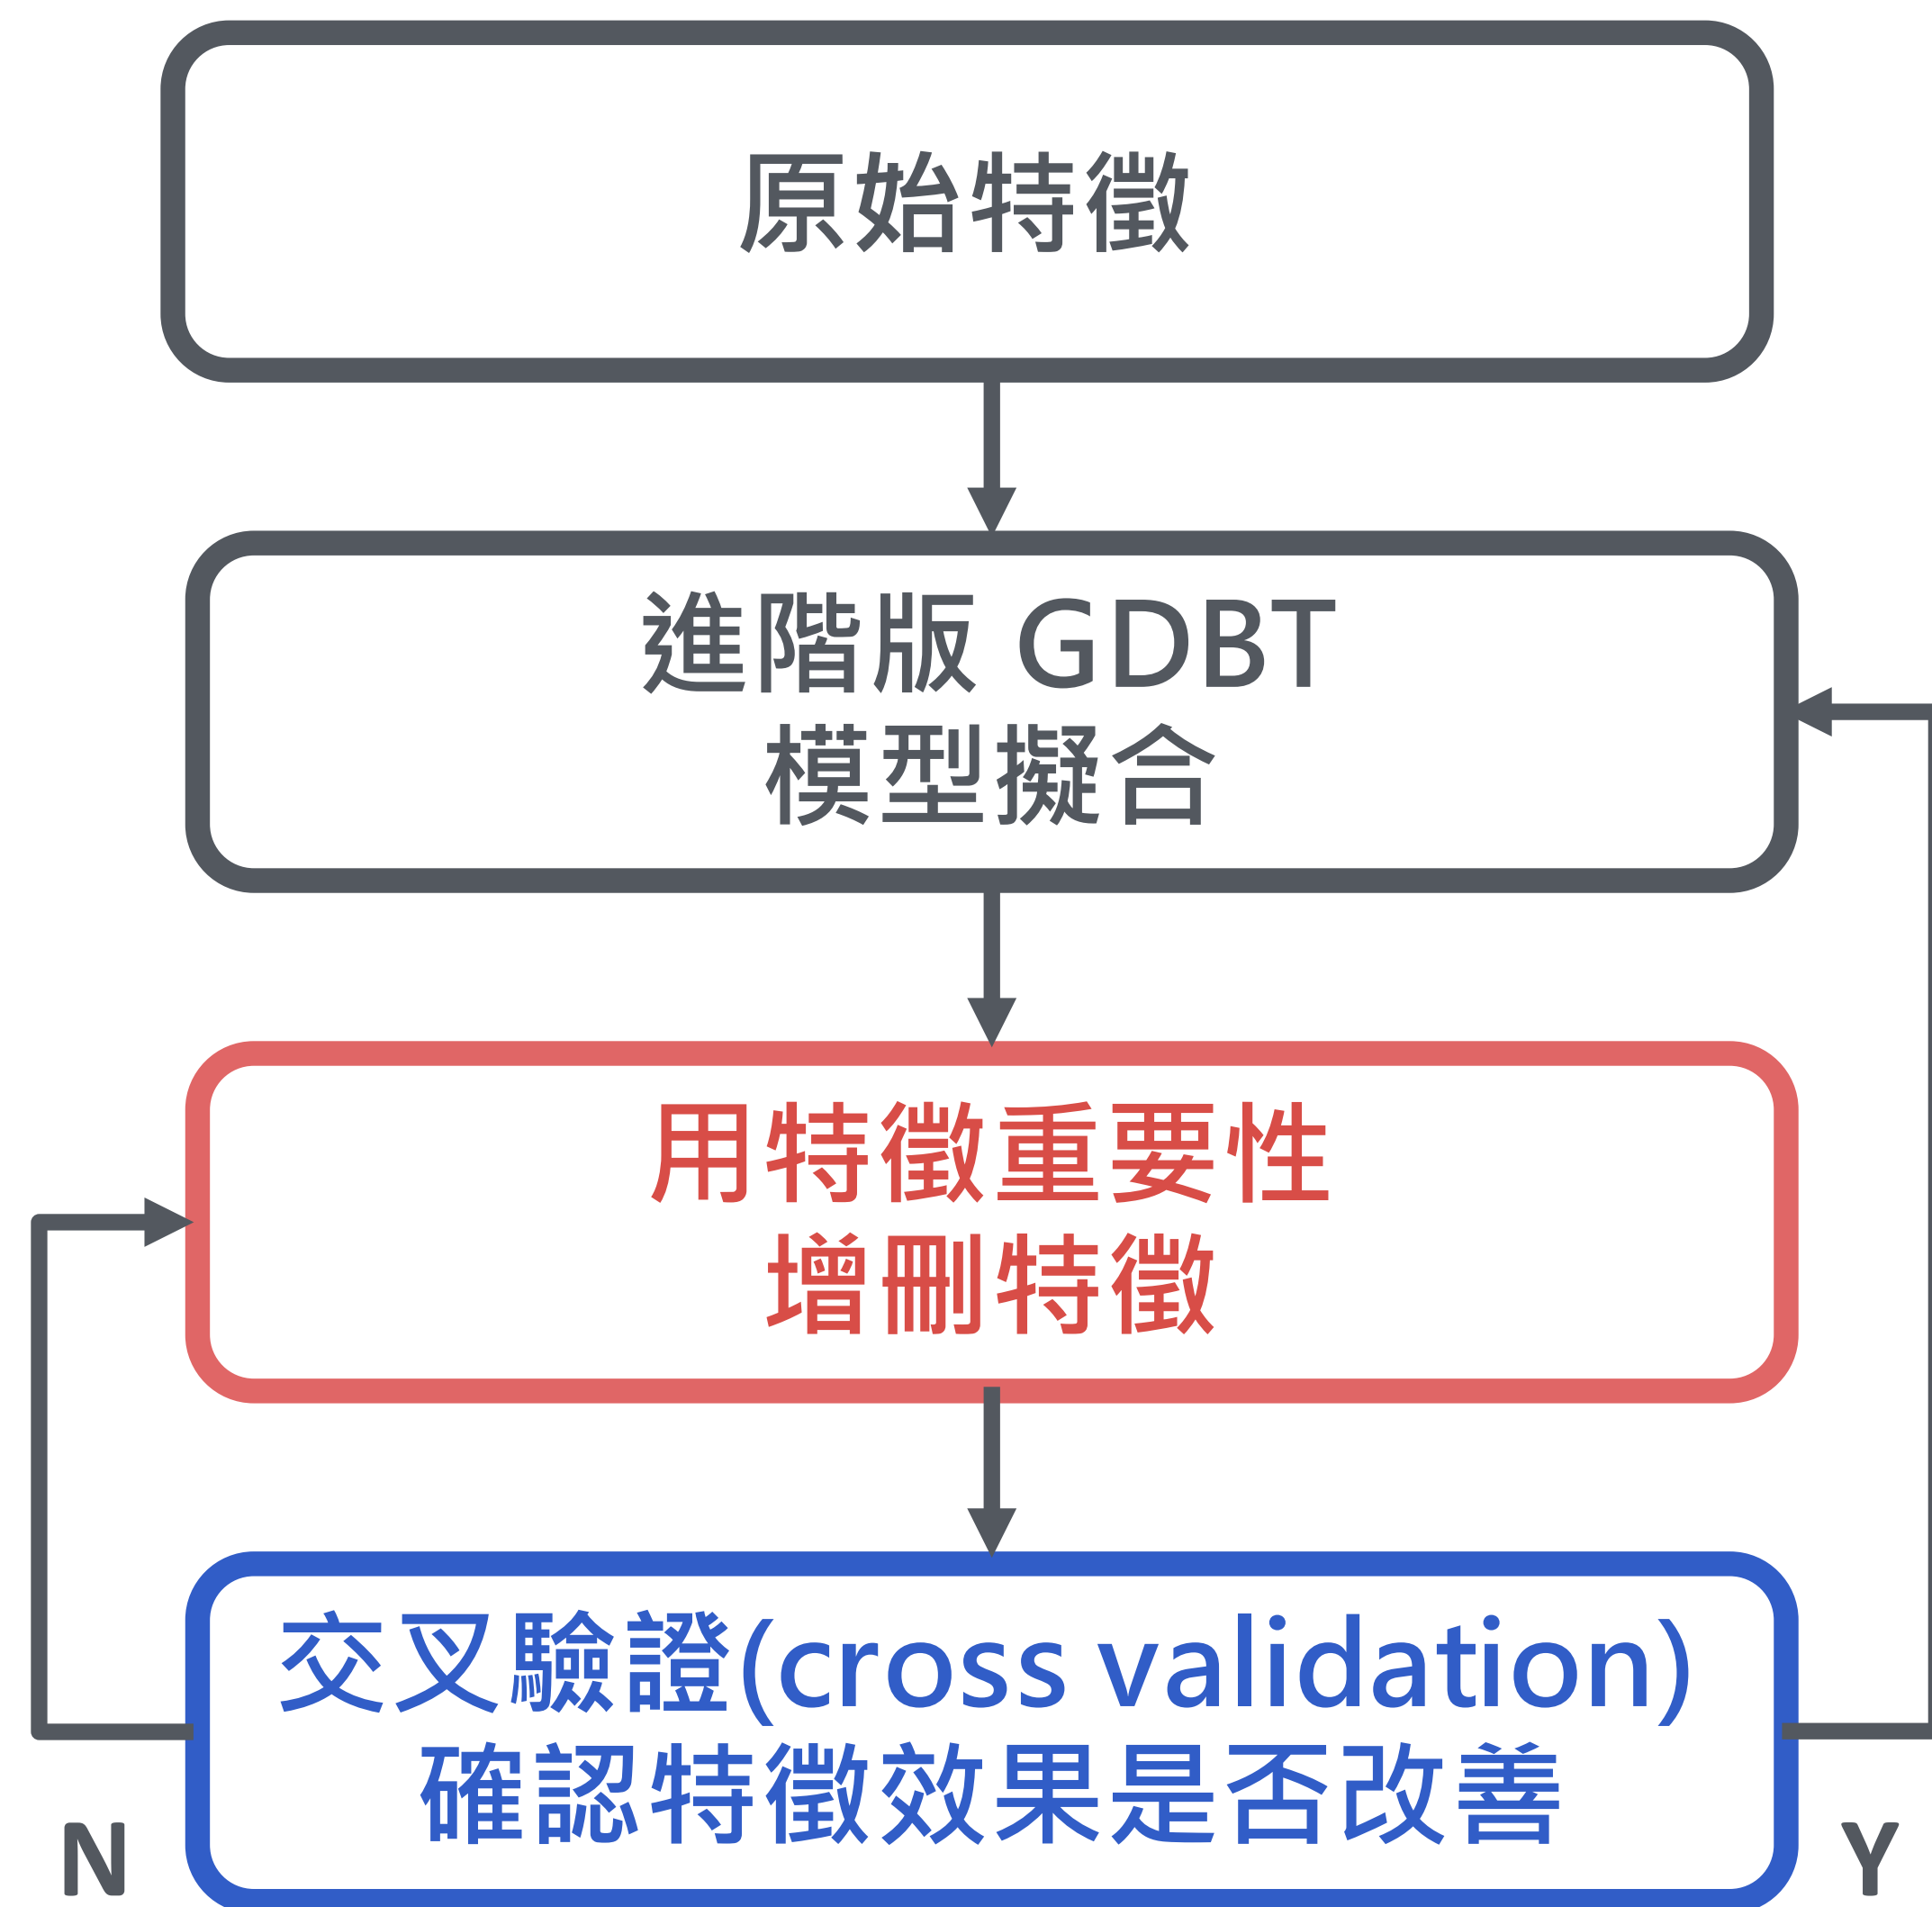 原始特徵
進階版 GDBT
模型擬合
用特徵重要性
增刪特徵
交叉驗證(cross validation)
確認特徵效果是否改善
N
Y